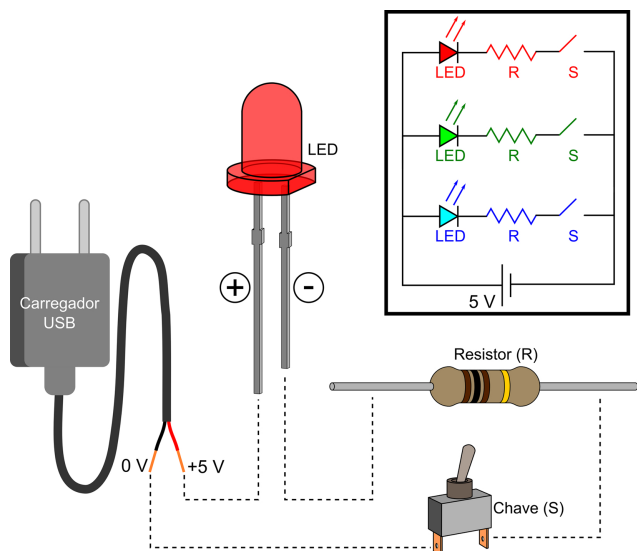 LED R S
LED R S
LED R S
5 V
LED
+
-
Carregador
USB
0 V +5 V
Resistor (R)
Chave (S)